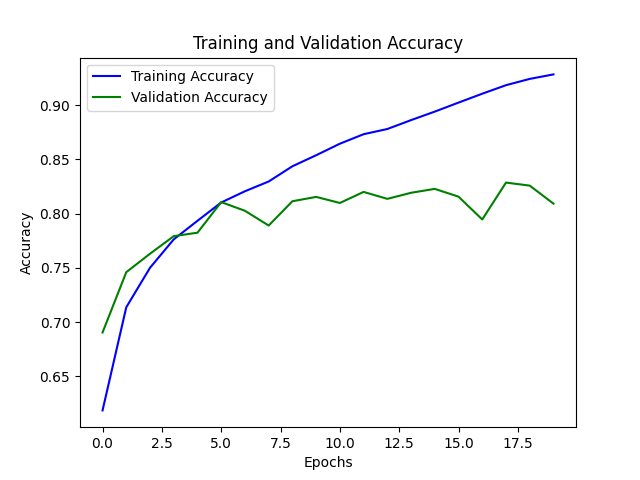 Training and Validation Accuracy
Training Accuracy
Validation Accuracy
0.90
0.85
0.80
0.75
0.70
0.65
Accuracy
0.0 2.5 5.0 7.5 10.0 12.5 15.0 17.5
Epochs